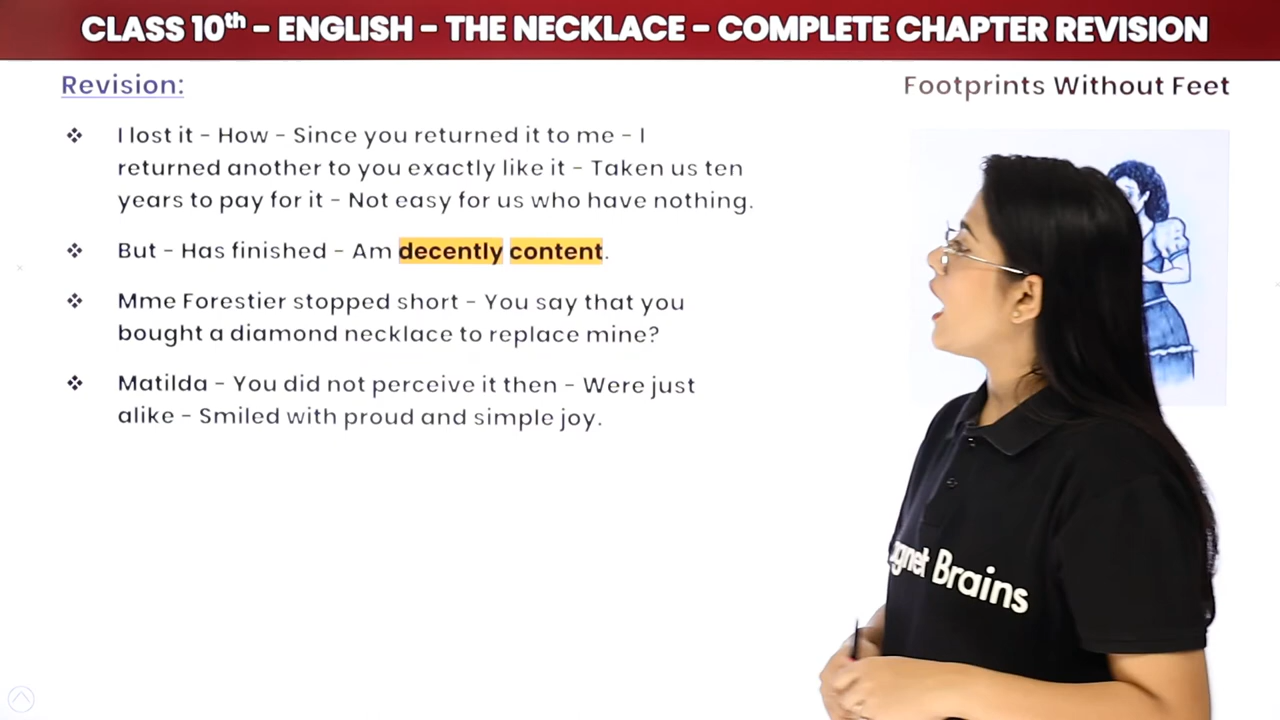 CLASS 10th – ENGLISH – THE NECKLACE – COMPLETE CHAPTER REVISION
Revision:
Footprints Without Feet
❖ I lost it – How – Since you returned it to me – I
returned another to you exactly like it – Taken us ten
years to pay for it – Not easy for us who have nothing.
❖ But – Has finished – Am decently content.
❖ Mme Forestier stopped short – You say that you
bought a diamond necklace to replace mine?
❖ Matilda – You did not perceive it then – Were just
alike – Smiled with proud and simple joy.
Brains